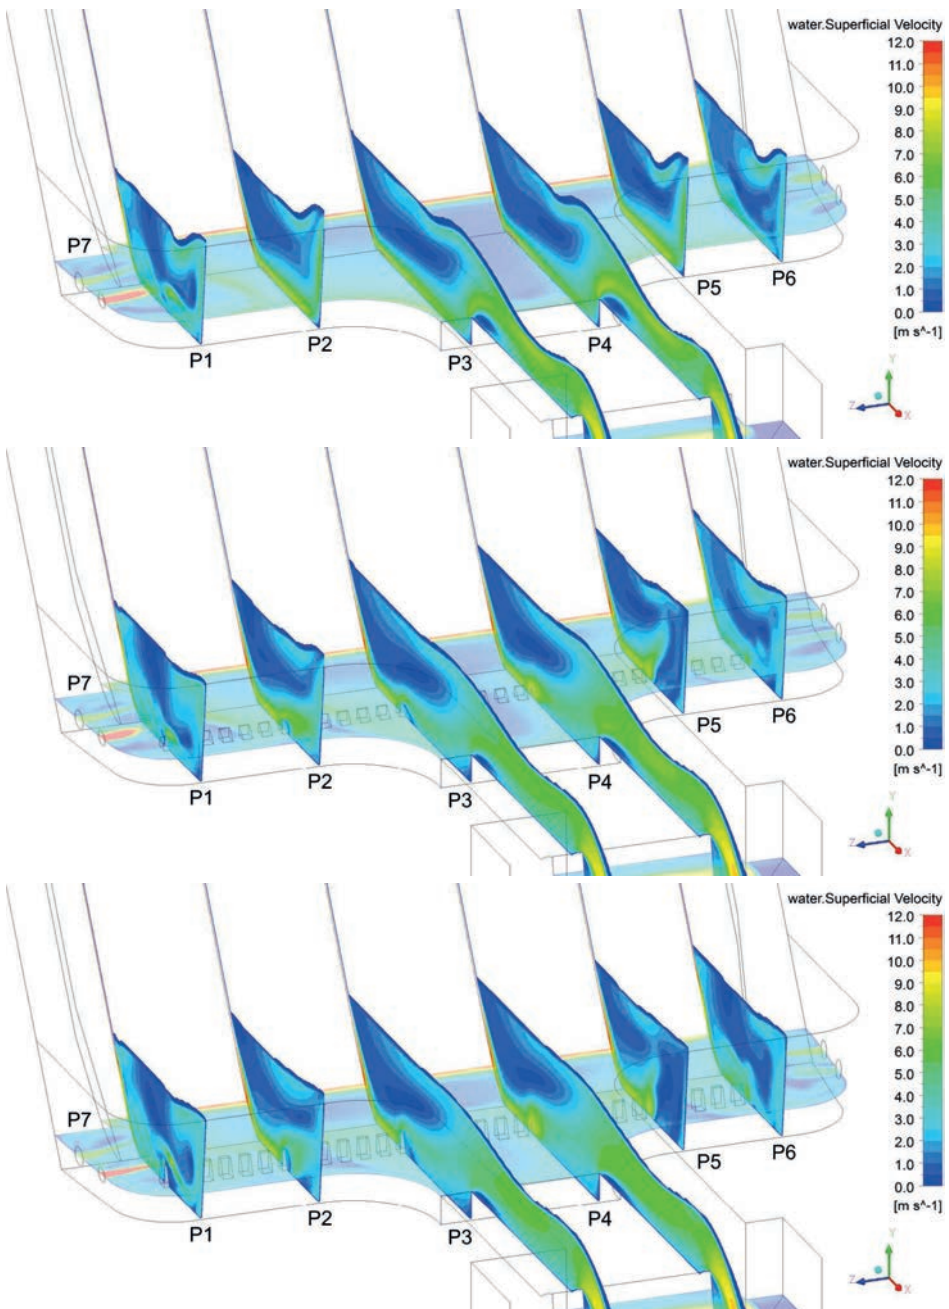 water.Superficial Velocity
12.0
11.0
10.0
9.0
8.0
7.0
6.0
5.0
4.0
3.0
2.0
1.0
0.0
[m s^-1]
P7
P1
P2
P3
P4
P5
P6
Y
Z
X
water.Superficial Velocity
12.0
11.0
10.0
9.0
8.0
7.0
6.0
5.0
4.0
3.0
2.0
1.0
0.0
[m s^-1]
P7
P1
P2
P3
P4
P5
P6
Y
Z
X
water.Superficial Velocity
12.0
11.0
10.0
9.0
8.0
7.0
6.0
5.0
4.0
3.0
2.0
1.0
0.0
[m s^-1]
P7
P1
P2
P3
P4
P5
P6
Y
Z
X